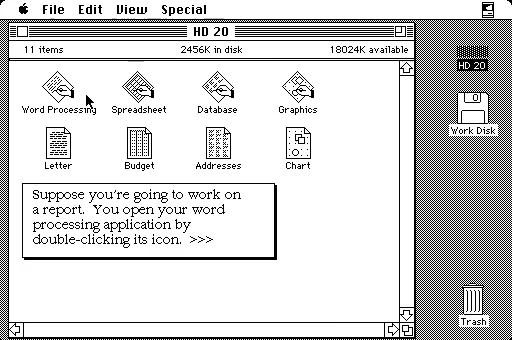 File Edit View Special
HD 20
11 items 2456K in disk 18024K available
HD 20
Word Processing Spreadsheet Database Graphics
Work Disk
Letter Budget Addresses Chart
Suppose you're going to work on
a report. You open your word
processing application by
double-clicking its icon. >>>
Trash